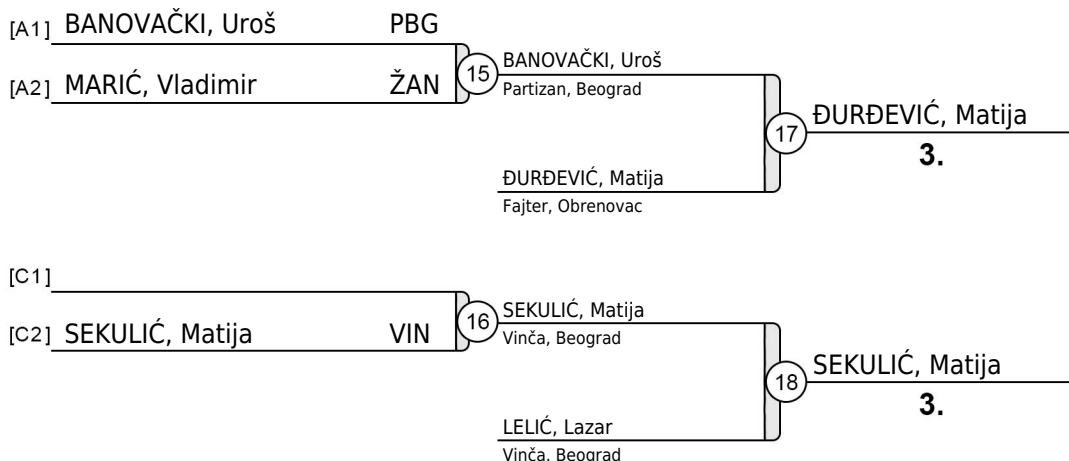 [A1] BANOVAČKI, Uroš PBG
[A2] MARIĆ, Vladimir ŽAN
15
BANOVAČKI, Uroš
Partizan, Beograd
ĐURĐEVIĆ, Matija
Fajter, Obrenovac
17
ĐURĐEVIĆ, Matija
3.
[C1]
[C2] SEKULIĆ, Matija VIN
16
SEKULIĆ, Matija
Vinča, Beograd
LELIĆ, Lazar
Vinča, Beograd
18
SEKULIĆ, Matija
3.